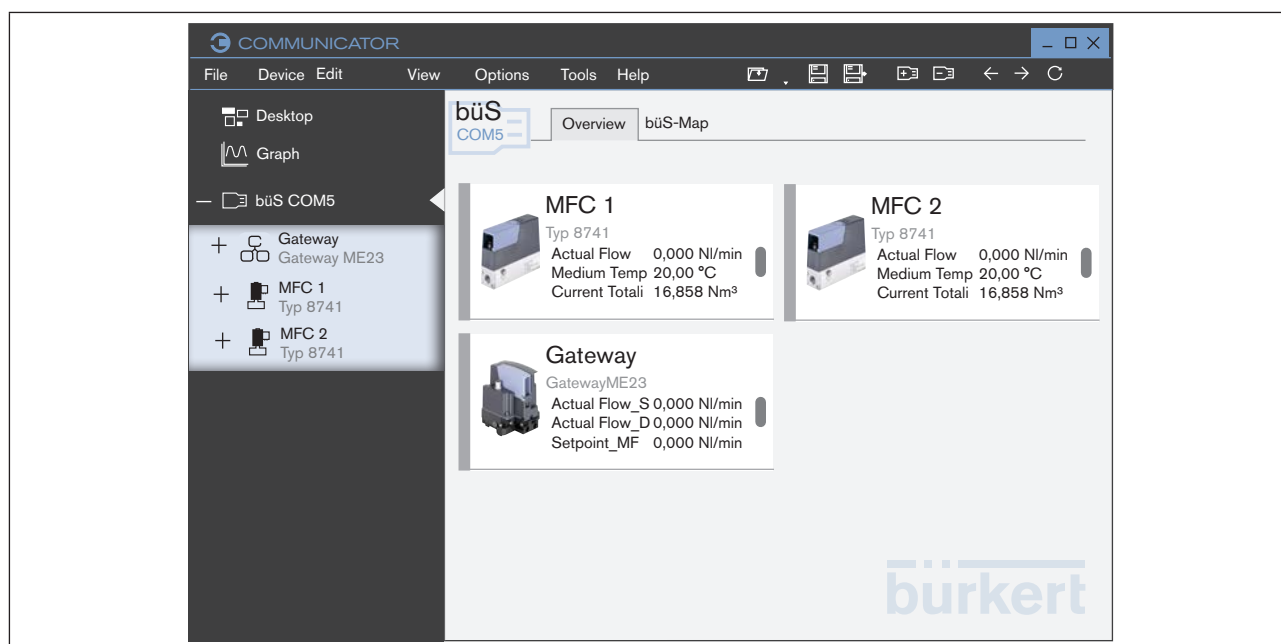 COMMUNICATOR
File Device Edit View Options Tools Help
Desktop
Graph
büS COM5
Gateway
Gateway ME23
MFC 1
Typ 8741
MFC 2
Typ 8741
büS
COM5
Overview büS-Map
MFC 1
Typ 8741
Actual Flow 0,000 Nl/min
Medium Temp 20,00 °C
Current Totali 16,858 Nm³
MFC 2
Typ 8741
Actual Flow 0,000 Nl/min
Medium Temp 20,00 °C
Current Totali 16,858 Nm³
Gateway
GatewayME23
Actual Flow_S 0,000 Nl/min
Actual Flow_D 0,000 Nl/min
Setpoint_MF 0,000 Nl/min
bürkert